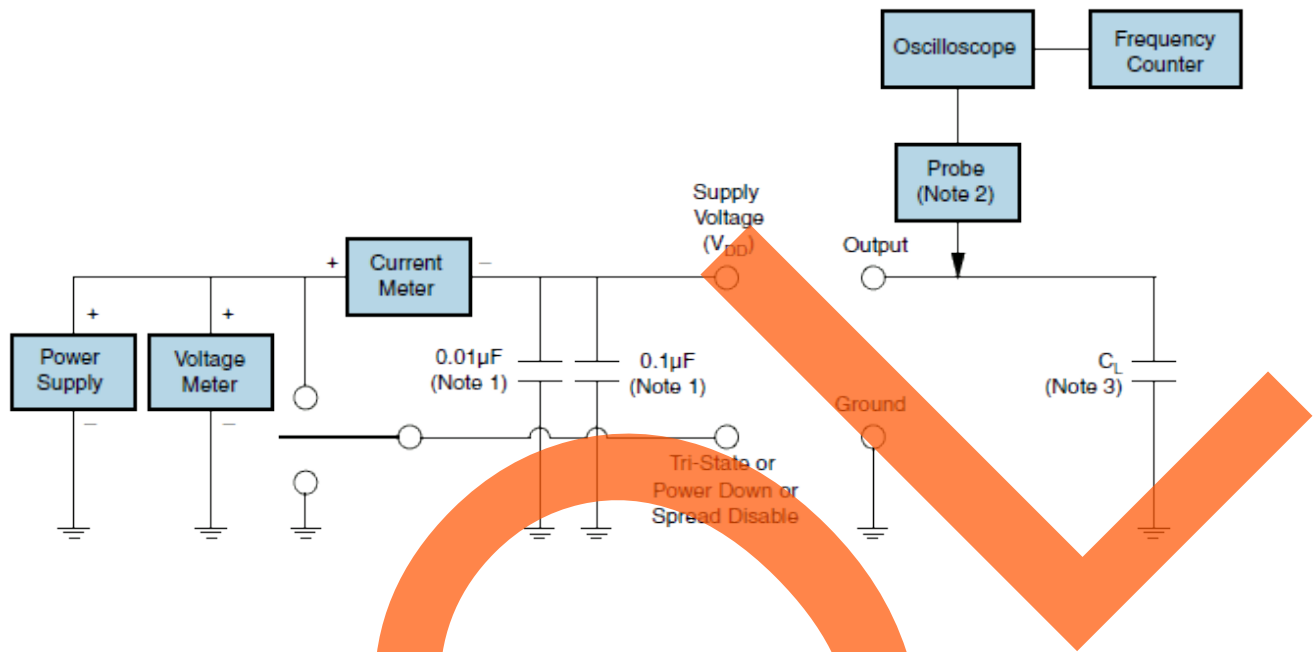 Oscilloscope
Frequency
Counter
Probe
(Note 2)
Supply
Voltage
(VDD)
Output
+
Current
Meter
–
+
Power
Supply
–
+
Voltage
Meter
–
0.01µF
(Note 1)
0.1µF
(Note 1)
CL
(Note 3)
Ground
Tri-State or
Power Down or
Spread Disable